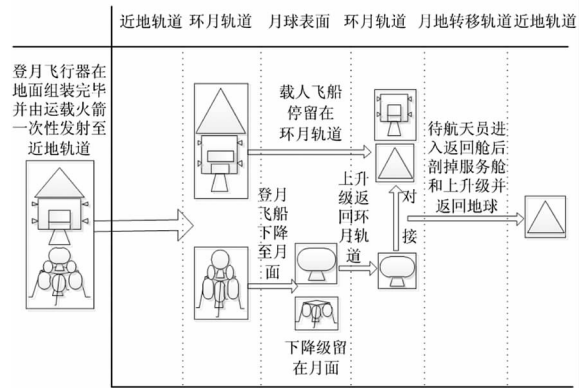 近地轨道 环月轨道 月球表面 环月轨道 月地转移轨道 近地轨道
登月飞行器在
地面组装完毕
并由运载火箭
一次性发射至
近地轨道
载人飞船
停留在
环月轨道
登月
飞船
下降
至月
面
下降级留
在月面
上升
级返
回环
月轨
道
对
接
待航天员进
入返回舱后
剖掉服务舱
和上升级并
返回地球